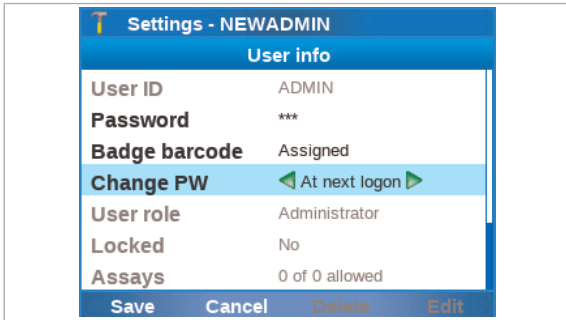 Settings - NEWADMIN
User info
User ID ADMIN
Password ***
Badge barcode Assigned
Change PW At next logon
User role Administrator
Locked No
Assays 0 of 0 allowed
Save Cancel Delete Edit